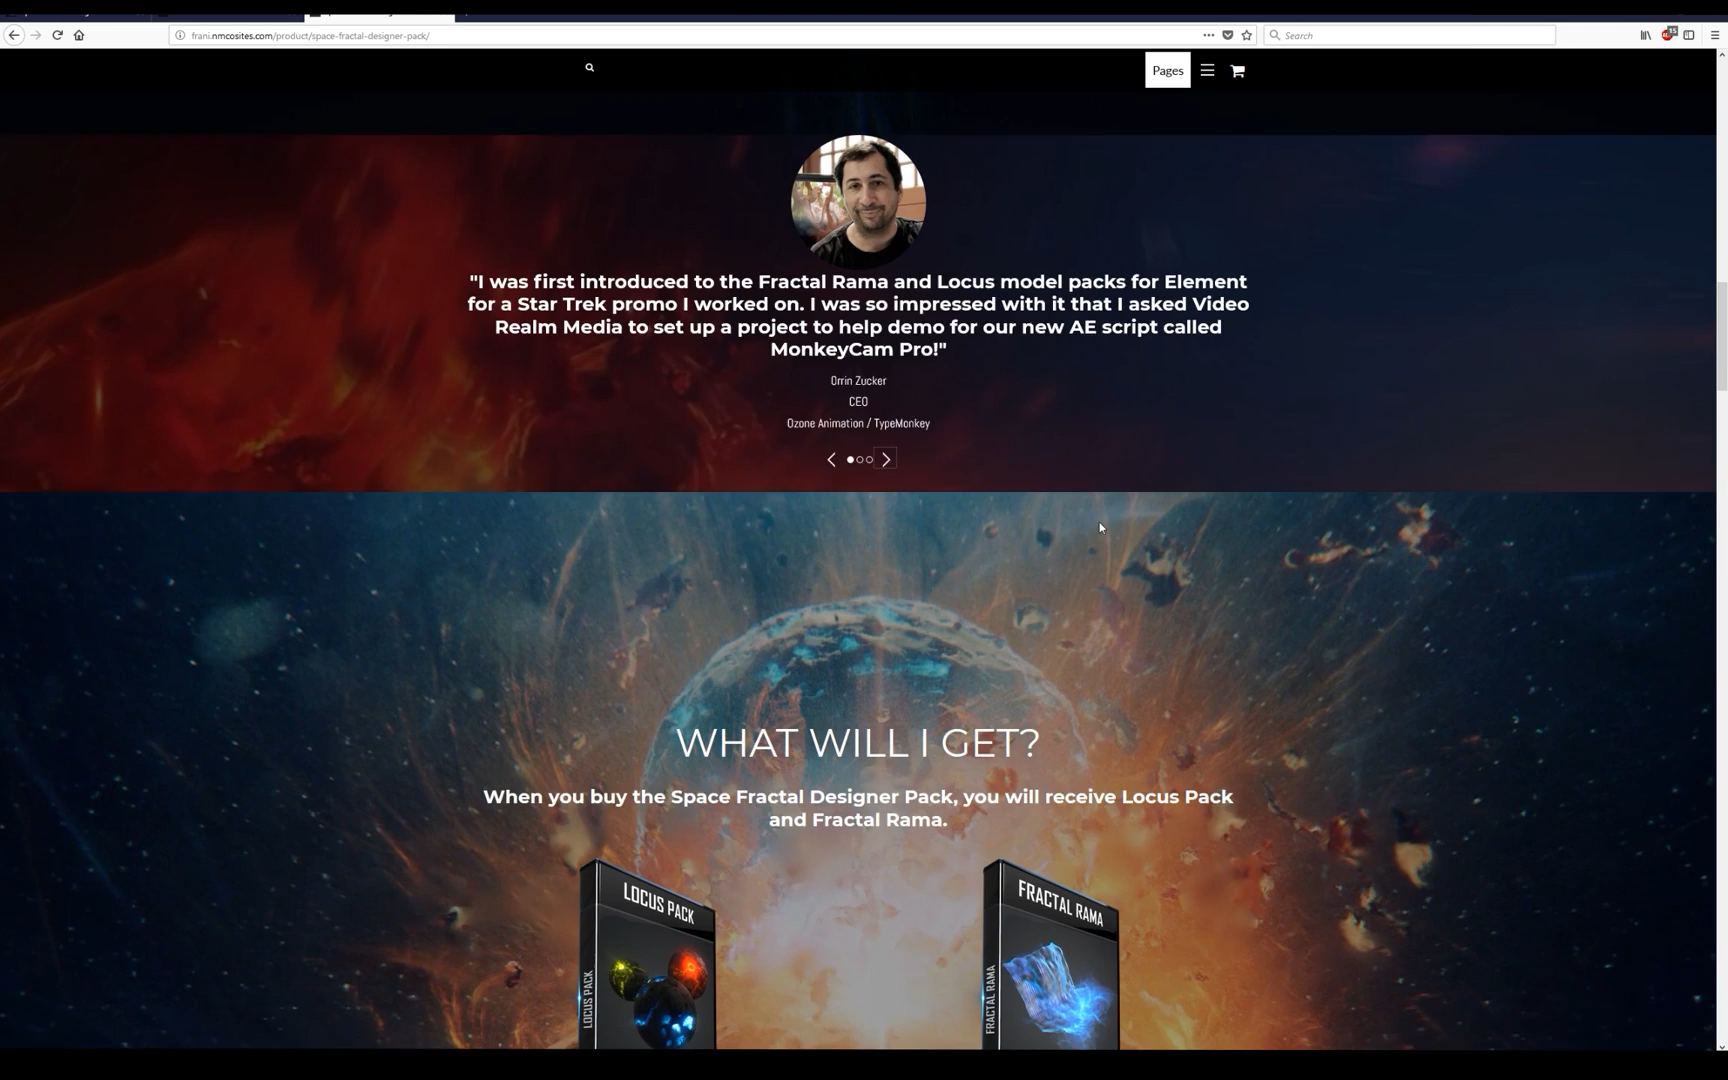 frani.nmcosites.com/product/space-fractal-designer-pack/
Search
15
Pages
"I was first introduced to the Fractal Rama and Locus model packs for Element
for a Star Trek promo I worked on. I was so impressed with it that I asked Video
Realm Media to set up a project to help demo for our new AE script called
MonkeyCam Pro!"
Orrin Zucker
CEO
Ozone Animation / TypeMonkey
WHAT WILL I GET?
When you buy the Space Fractal Designer Pack, you will receive Locus Pack
and Fractal Rama.
LOCUS PACK
LOCUS PACK
FRACTAL RAMA
FRACTAL RAMA